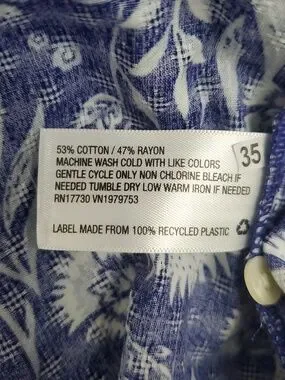 53% COTTON / 47% RAYON
MACHINE WASH COLD WITH LIKE COLORS
GENTLE CYCLE ONLY NON CHLORINE BLEACH IF
NEEDED TUMBLE DRY LOW WARM IRON IF NEEDED
RN17730 VN1979753
35
LABEL MADE FROM 100% RECYCLED PLASTIC